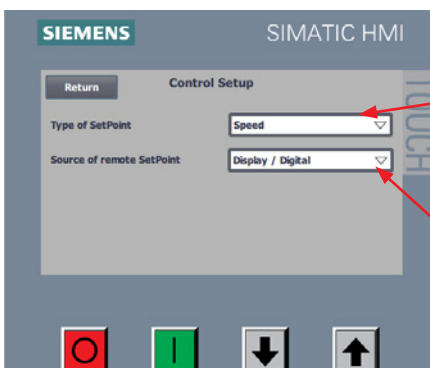 SIEMENS
SIMATIC HMI
TOUCH
Return
Control Setup
Type of SetPoint
Speed
Source of remote SetPoint
Display / Digital